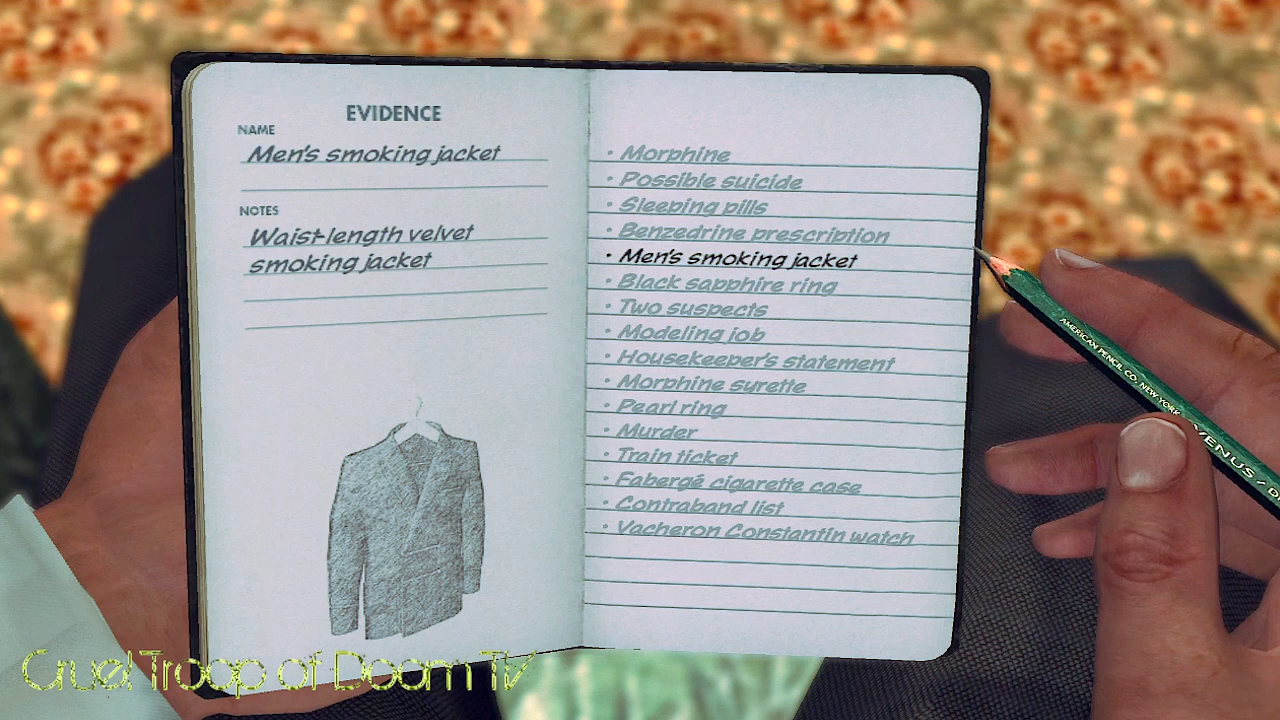 EVIDENCE
NAME
Men's smoking jacket
NOTES
Waist-length velvet
smoking jacket
• Morphine
• Possible suicide
• Sleeping pills
• Benzedrine prescription
• Men's smoking jacket
• Black sapphire ring
• Two suspects
• Modeling job
• Housekeeper's statement
• Morphine surette
• Pearl ring
• Murder
• Train ticket
• Fabergé cigarette case
• Contraband list
• Vacheron Constantin watch
AMERICAN PENCIL CO. NEW YORK
VENUS /
Cruel Troop of Doom TV